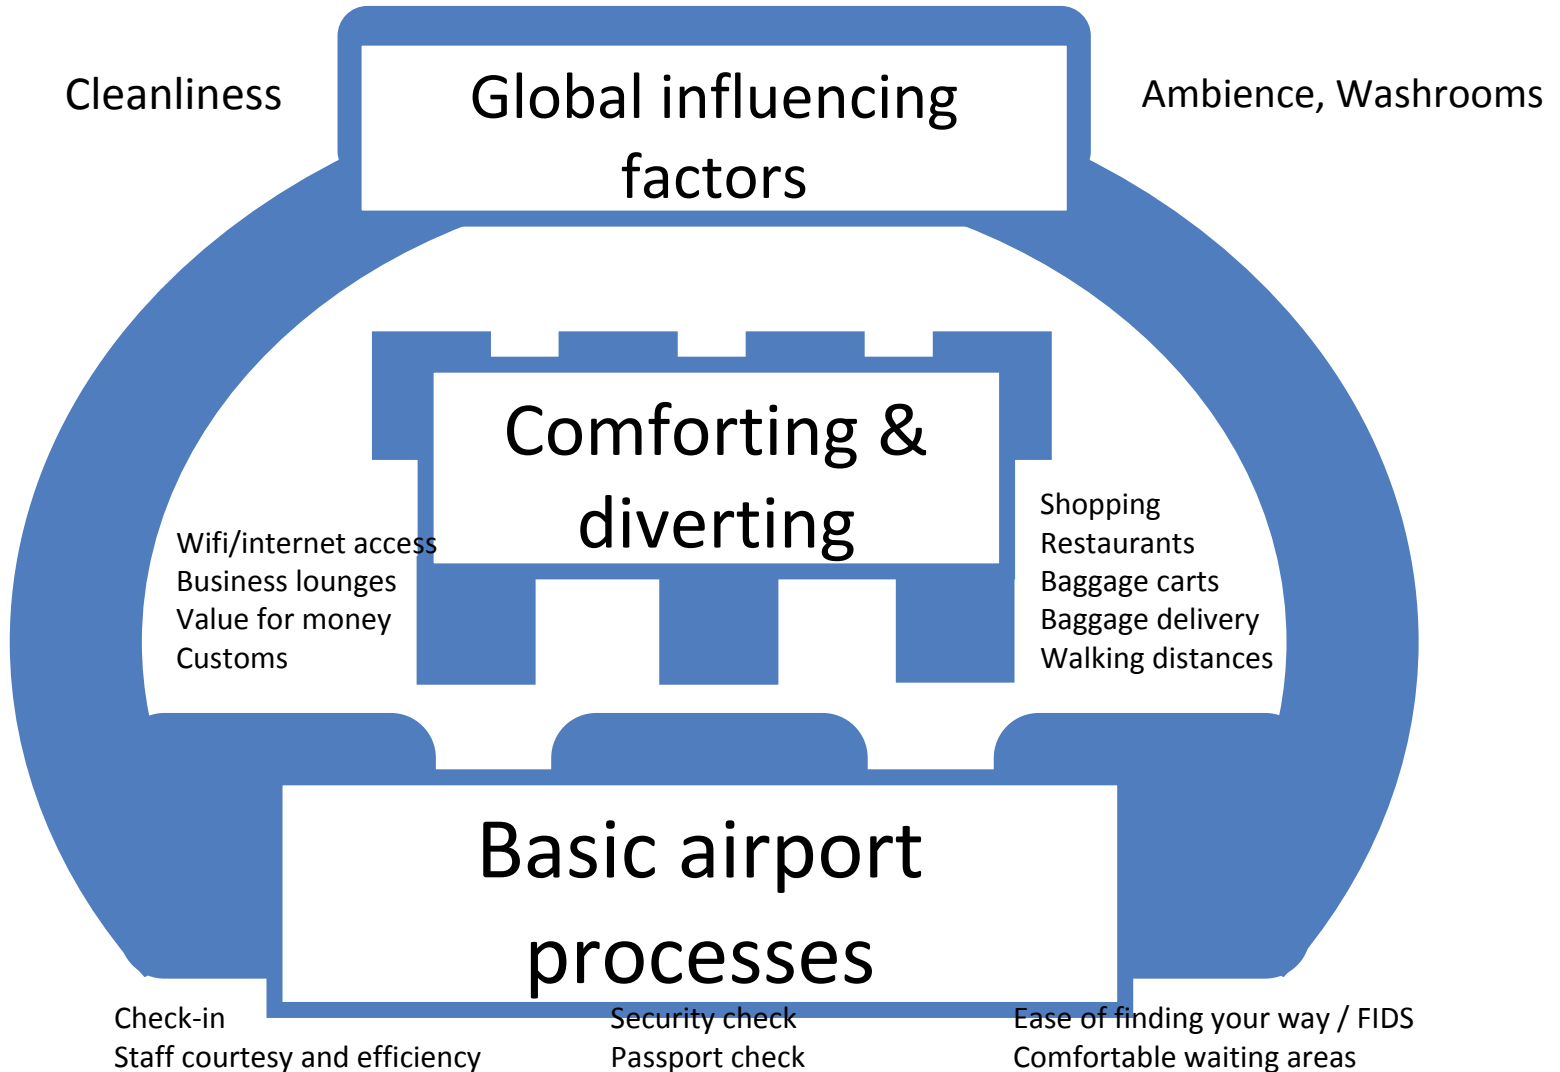 Cleanliness
Global influencing
factors
Ambience, Washrooms
Comforting &
diverting
Wifi/internet access
Business lounges
Value for money
Customs
Shopping
Restaurants
Baggage carts
Baggage delivery
Walking distances
Basic airport
processes
Check-in
Staff courtesy and efficiency
Security check
Passport check
Ease of finding your way / FIDS
Comfortable waiting areas